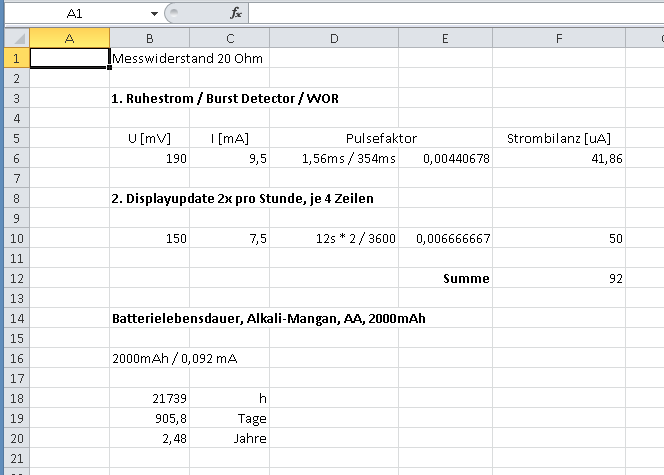 A1 fx
A B C D E F
1 Messwiderstand 20 Ohm
2
3 1. Ruhestrom / Burst Detector / WOR
4
5 U [mV] I [mA] Pulsefaktor Strombilanz [uA]
6 190 9,5 1,56ms / 354ms 0,00440678 41,86
7
8 2. Displayupdate 2x pro Stunde, je 4 Zeilen
9
10 150 7,5 12s * 2 / 3600 0,006666667 50
11
12 Summe 92
13
14 Batterielebensdauer, Alkali-Mangan, AA, 2000mAh
15
16 2000mAh / 0,092 mA
17
18 21739 h
19 905,8 Tage
20 2,48 Jahre
21